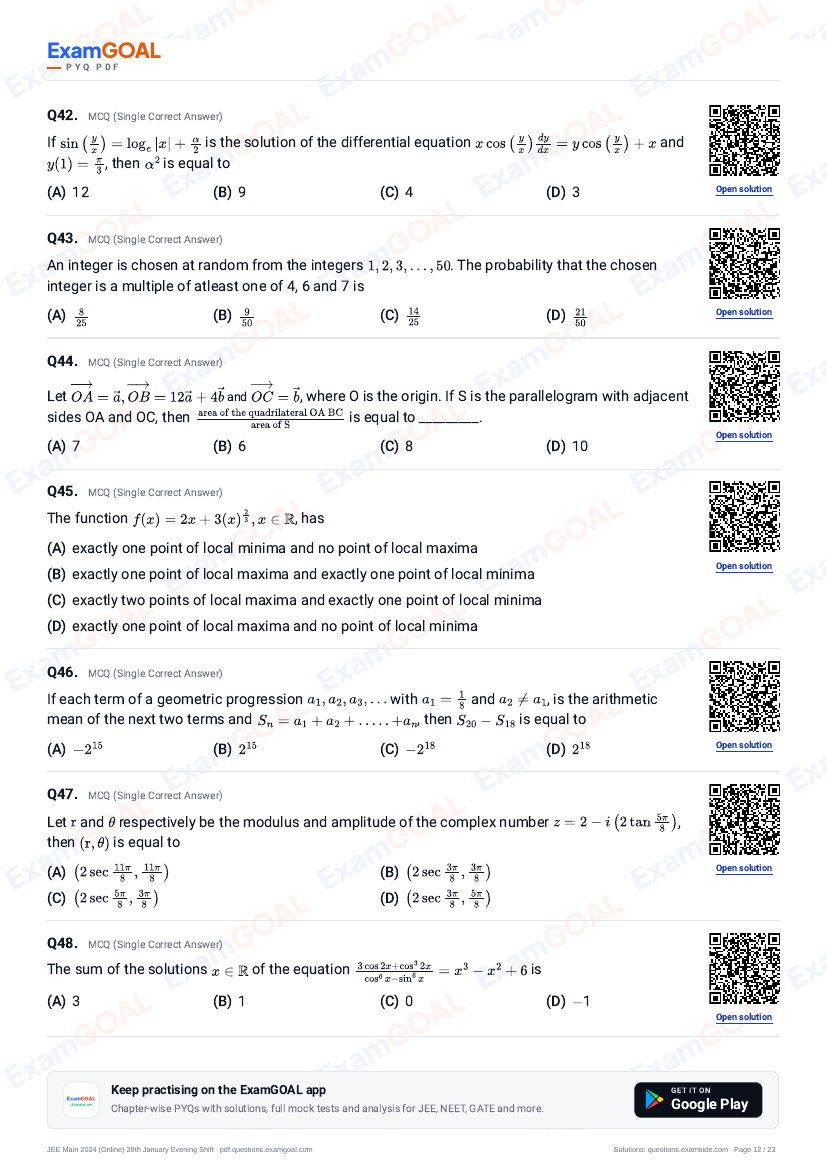 ExamGOAL
PYQ PDF
Q42. MCQ (Single Correct Answer)
If sin (y/x) = logₑ |x| + α/2 is the solution of the differential equation x cos (y/x) dy/dx = y cos (y/x) + x and
y(1) = π/3, then α² is equal to
(A) 12 (B) 9 (C) 4 (D) 3
Open solution
Q43. MCQ (Single Correct Answer)
An integer is chosen at random from the integers 1, 2, 3, . . . , 50. The probability that the chosen
integer is a multiple of atleast one of 4, 6 and 7 is
(A) 8/25 (B) 9/50 (C) 14/25 (D) 21/50
Open solution
Q44. MCQ (Single Correct Answer)
Let O⃗A = a⃗, O⃗B = 12a⃗ + 4b⃗ and O⃗C = b⃗, where O is the origin. If S is the parallelogram with adjacent
sides OA and OC, then area of the quadrilateral OA BC/area of S is equal to _________.
(A) 7 (B) 6 (C) 8 (D) 10
Open solution
Q45. MCQ (Single Correct Answer)
The function f(x) = 2x + 3(x)^(2/3), x ∈ ℝ, has
(A) exactly one point of local minima and no point of local maxima
(B) exactly one point of local maxima and exactly one point of local minima
(C) exactly two points of local maxima and exactly one point of local minima
(D) exactly one point of local maxima and no point of local minima
Open solution
Q46. MCQ (Single Correct Answer)
If each term of a geometric progression a₁, a₂, a₃, . . . with a₁ = 1/8 and a₂ ≠ a₁, is the arithmetic
mean of the next two terms and Sₙ = a₁ + a₂ + . . . . . +aₙ, then S₂₀ − S₁₈ is equal to
(A) −2¹⁵ (B) 2¹⁵ (C) −2¹⁸ (D) 2¹⁸
Open solution
Q47. MCQ (Single Correct Answer)
Let r and θ respectively be the modulus and amplitude of the complex number z = 2 − i (2 tan 5π/8),
then (r, θ) is equal to
(A) (2 sec 11π/8, 11π/8) (B) (2 sec 3π/8, 3π/8)
(C) (2 sec 5π/8, 3π/8) (D) (2 sec 3π/8, 5π/8)
Open solution
Q48. MCQ (Single Correct Answer)
The sum of the solutions x ∈ ℝ of the equation (3 cos 2x+cos³ 2x)/(cos⁶ x−sin⁶ x) = x³ − x² + 6 is
(A) 3 (B) 1 (C) 0 (D) −1
Open solution
ExamGOAL
Keep practising on the ExamGOAL app
Chapter-wise PYQs with solutions, full mock tests and analysis for JEE, NEET, GATE and more.
GET IT ON
Google Play
JEE Main 2024 (Online) 29th January Evening Shift · pdf.questions.examgoal.com
Solutions: questions.examside.com · Page 12 / 23